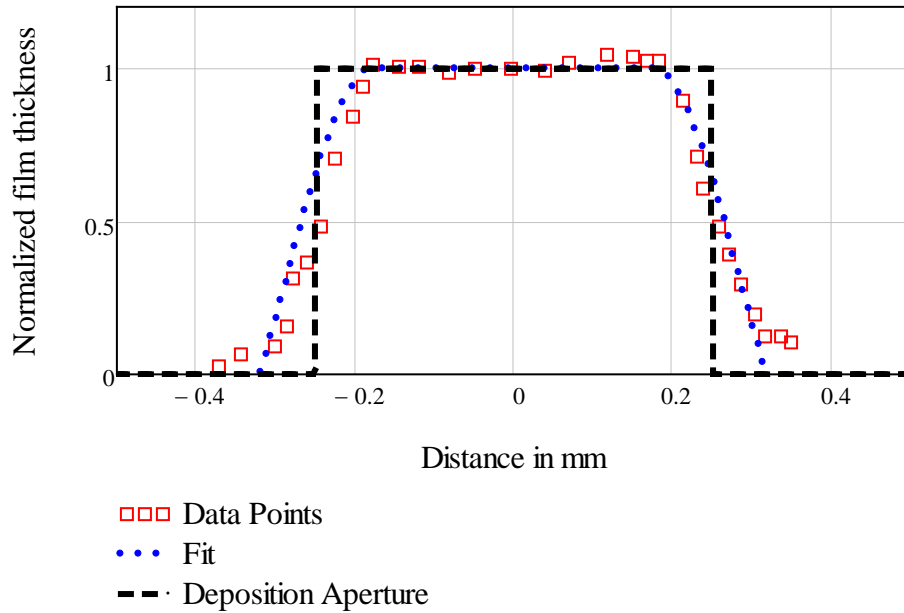 Normalized film thickness
1
0.5
0
− 0.4
− 0.2
0
0.2
0.4
Distance in mm
Data Points
Fit
Deposition Aperture